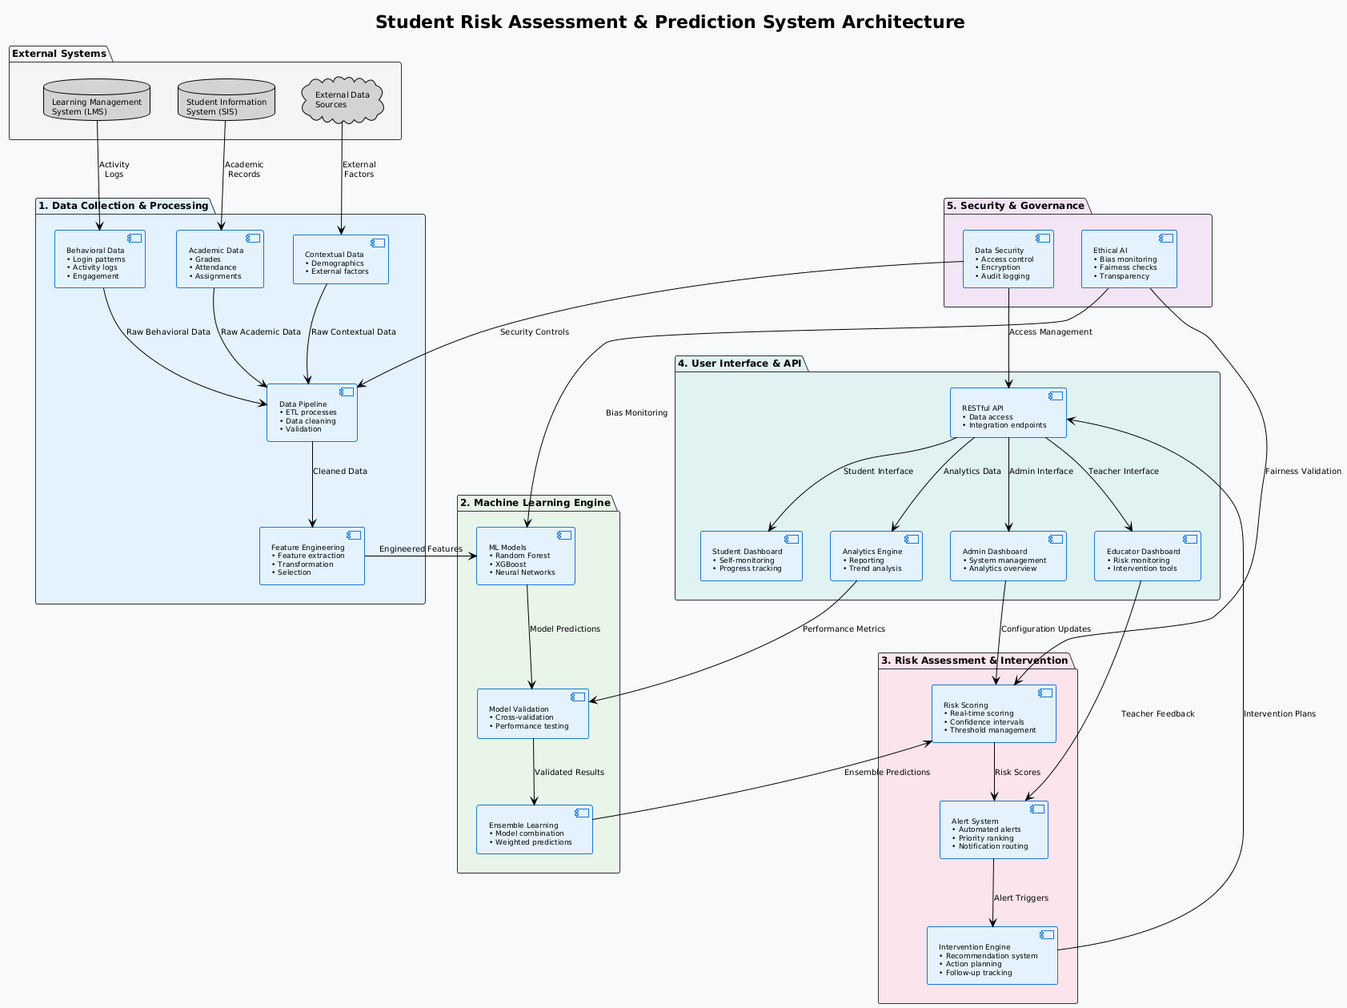 Student Risk Assessment & Prediction System Architecture
External Systems
Learning Management
System (LMS)
Student Information
System (SIS)
External Data
Sources
Activity
Logs
Academic
Records
External
Factors
1. Data Collection & Processing
Behavioral Data
• Login patterns
• Activity logs
• Engagement
Academic Data
• Grades
• Attendance
• Assignments
Contextual Data
• Demographics
• External factors
Raw Behavioral Data
Raw Academic Data
Raw Contextual Data
Data Pipeline
• ETL processes
• Data cleaning
• Validation
Cleaned Data
Feature Engineering
• Feature extraction
• Transformation
• Selection
Engineered Features
5. Security & Governance
Data Security
• Access control
• Encryption
• Audit logging
Ethical AI
• Bias monitoring
• Fairness checks
• Transparency
Security Controls
Access Management
Bias Monitoring
Fairness Validation
4. User Interface & API
RESTful API
• Data access
• Integration endpoints
Student Interface
Analytics Data
Admin Interface
Teacher Interface
Student Dashboard
• Self-monitoring
• Progress tracking
Analytics Engine
• Reporting
• Trend analysis
Admin Dashboard
• System management
• Analytics overview
Educator Dashboard
• Risk monitoring
• Intervention tools
2. Machine Learning Engine
ML Models
• Random Forest
• XGBoost
• Neural Networks
Model Predictions
Performance Metrics
Configuration Updates
Model Validation
• Cross-validation
• Performance testing
Validated Results
Ensemble Learning
• Model combination
• Weighted predictions
Ensemble Predictions
3. Risk Assessment & Intervention
Risk Scoring
• Real-time scoring
• Confidence intervals
• Threshold management
Teacher Feedback
Intervention Plans
Risk Scores
Alert System
• Automated alerts
• Priority ranking
• Notification routing
Alert Triggers
Intervention Engine
• Recommendation system
• Action planning
• Follow-up tracking